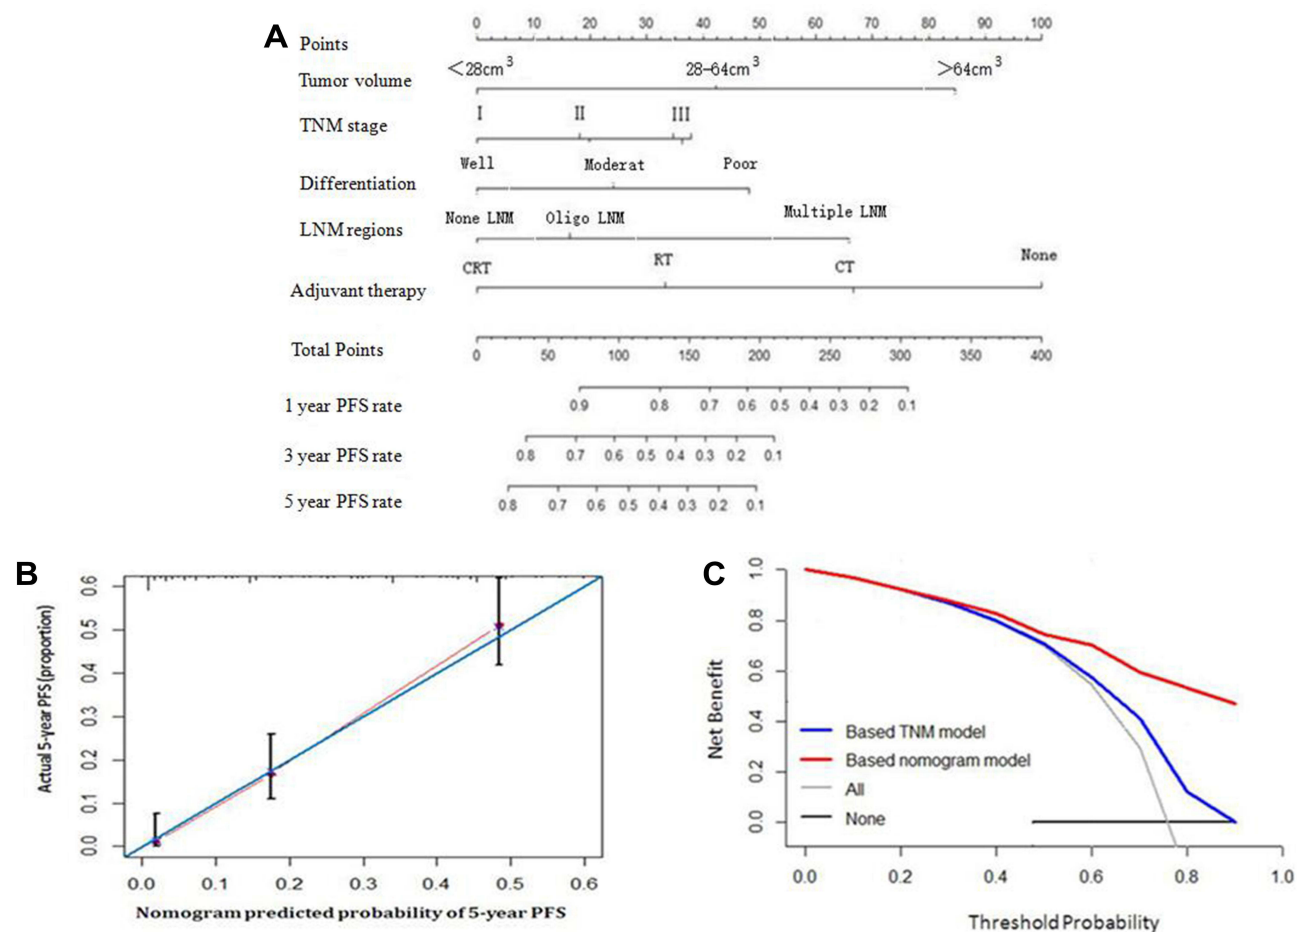 A
Points
0 10 20 30 40 50 60 70 80 90 100
Tumor volume
<28cm³ 28-64cm³ >64cm³
TNM stage
I II III
Differentiation
Well Moderat Poor
LNM regions
None LNM Oligo LNM Multiple LNM
Adjuvant therapy
CRT RT CT None
Total Points
0 50 100 150 200 250 300 350 400
1 year PFS rate
0.9 0.8 0.7 0.6 0.5 0.4 0.3 0.2 0.1
3 year PFS rate
0.8 0.7 0.6 0.5 0.4 0.3 0.2 0.1
5 year PFS rate
0.8 0.7 0.6 0.5 0.4 0.3 0.2 0.1
B
Actual 5-year PFS(proportion)
0.6
0.5
0.4
0.3
0.2
0.1
0.0
0.0 0.1 0.2 0.3 0.4 0.5 0.6
Nomogram predicted probability of 5-year PFS
C
Net Benefit
1.0
0.8
0.6
0.4
0.2
0.0
Based TNM model
Based nomogram model
All
None
0.0 0.2 0.4 0.6 0.8 1.0
Threshold Probability